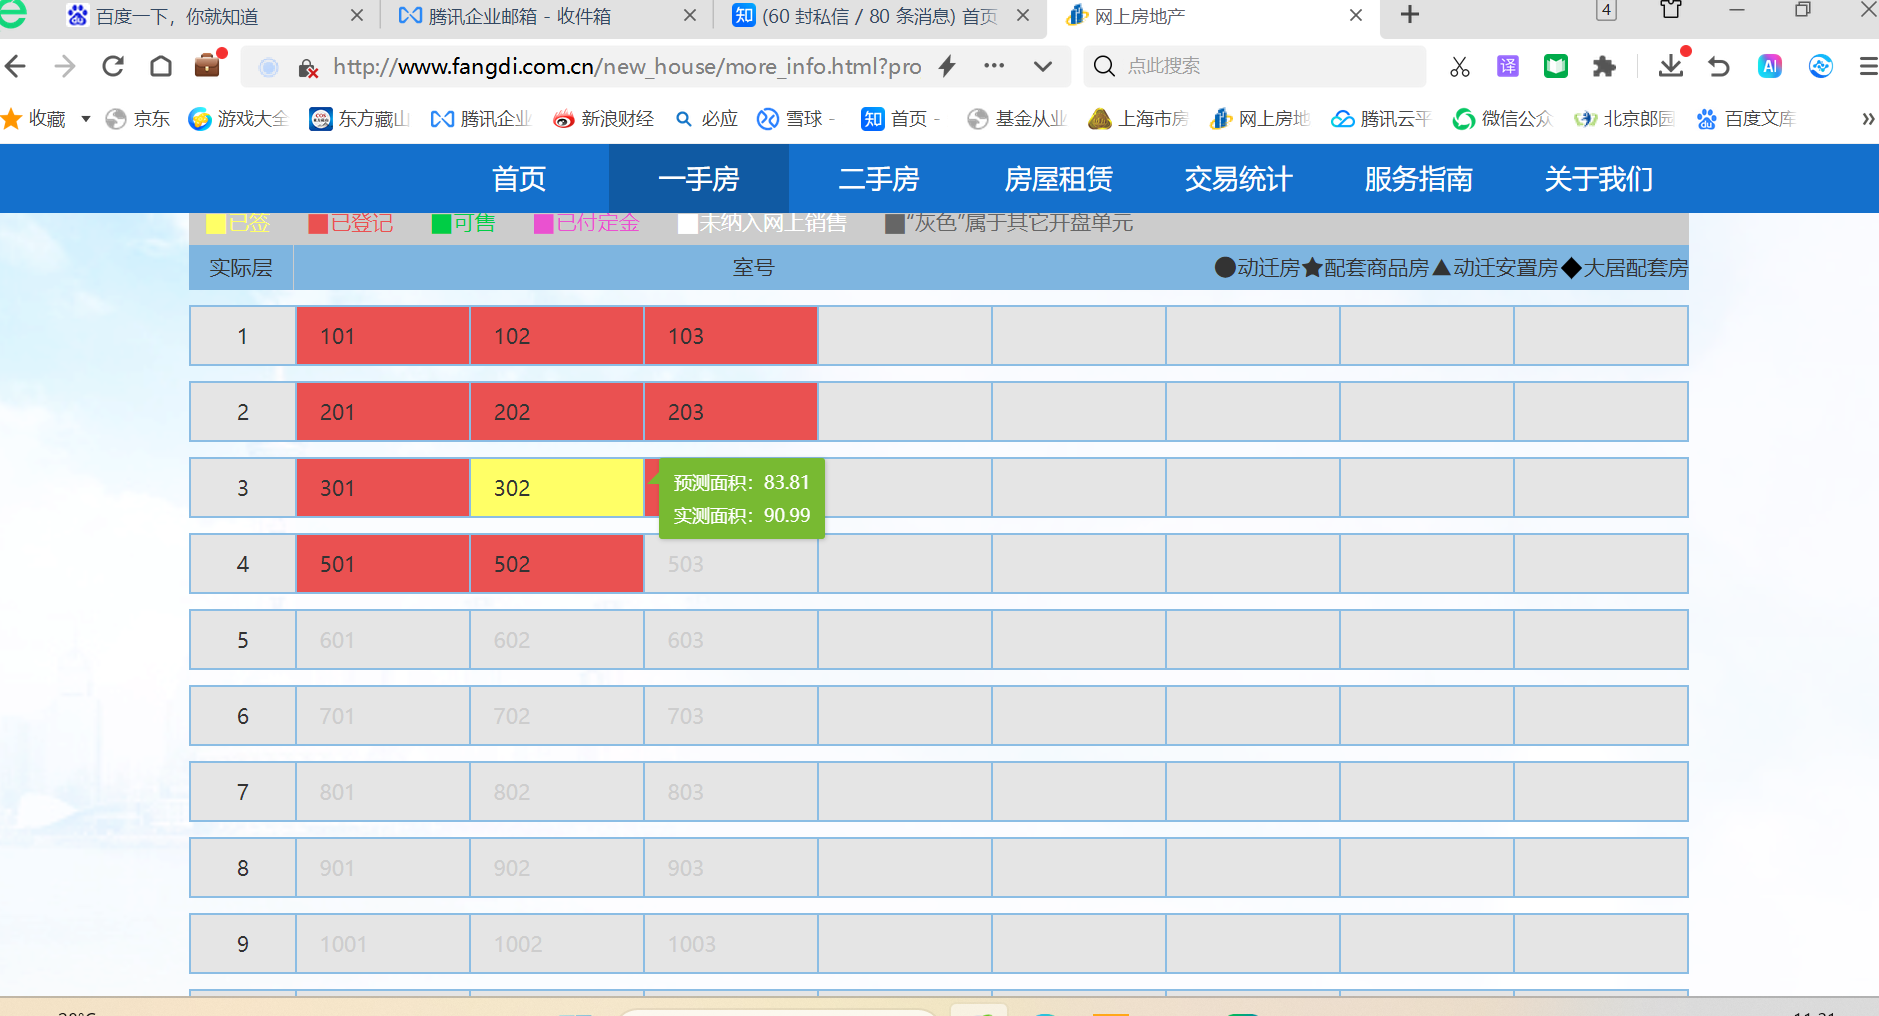 百度一下，你就知道
腾讯企业邮箱 - 收件箱
知 (60 封私信 / 80 条消息) 首页
网上房地产
4
http://www.fangdi.com.cn/new_house/more_info.html?pro
点此搜索
译
AI
收藏
京东
游戏大全
东方藏山
腾讯企业
新浪财经
必应
雪球 -
知 首页 -
基金从业
上海市房
网上房地
腾讯云平
微信公众
北京郎园
百度文库
首页 一手房 二手房 房屋租赁 交易统计 服务指南 关于我们
已签 已登记 可售 已付定金 未纳入网上销售 “灰色”属于其它开盘单元
实际层 室号 ●动迁房★配套商品房▲动迁安置房◆大居配套房
1 101 102 103
2 201 202 203
3 301 302
预测面积：83.81
实测面积：90.99
4 501 502 503
5 601 602 603
6 701 702 703
7 801 802 803
8 901 902 903
9 1001 1002 1003